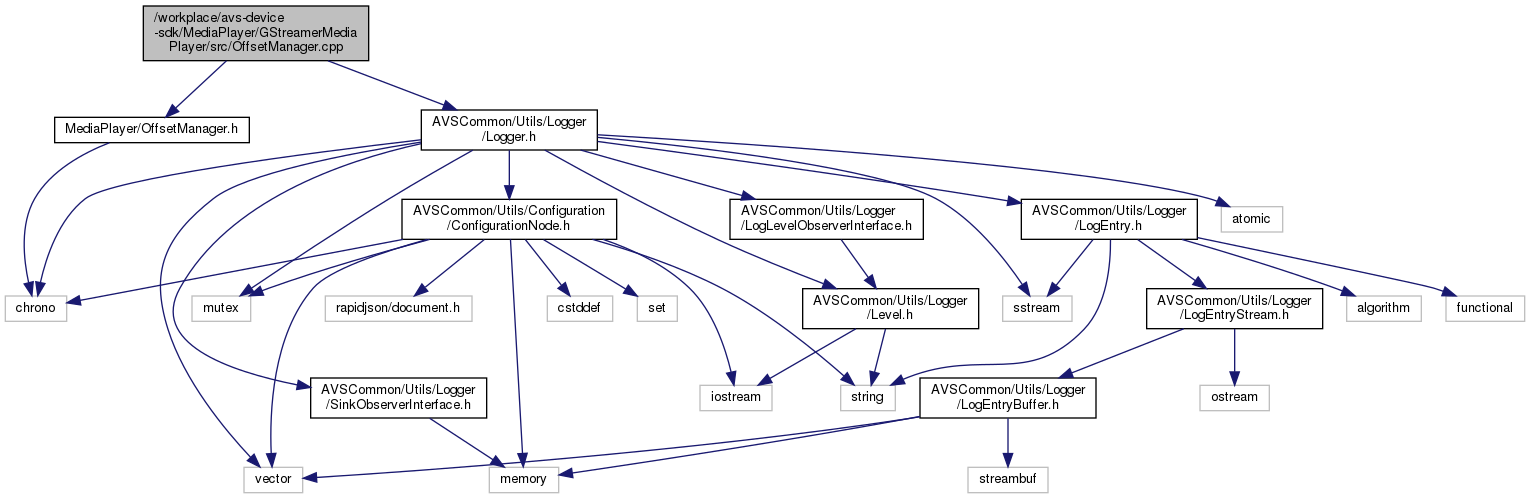 /workplace/avs-device
-sdk/MediaPlayer/GStreamerMedia
Player/src/OffsetManager.cpp
MediaPlayer/OffsetManager.h
AVSCommon/Utils/Logger
/Logger.h
AVSCommon/Utils/Configuration
/ConfigurationNode.h
AVSCommon/Utils/Logger
/LogLevelObserverInterface.h
AVSCommon/Utils/Logger
/LogEntry.h
atomic
chrono
mutex
rapidjson/document.h
cstddef
set
AVSCommon/Utils/Logger
/Level.h
sstream
AVSCommon/Utils/Logger
/LogEntryStream.h
algorithm
functional
AVSCommon/Utils/Logger
/SinkObserverInterface.h
iostream
string
AVSCommon/Utils/Logger
/LogEntryBuffer.h
ostream
vector
memory
streambuf